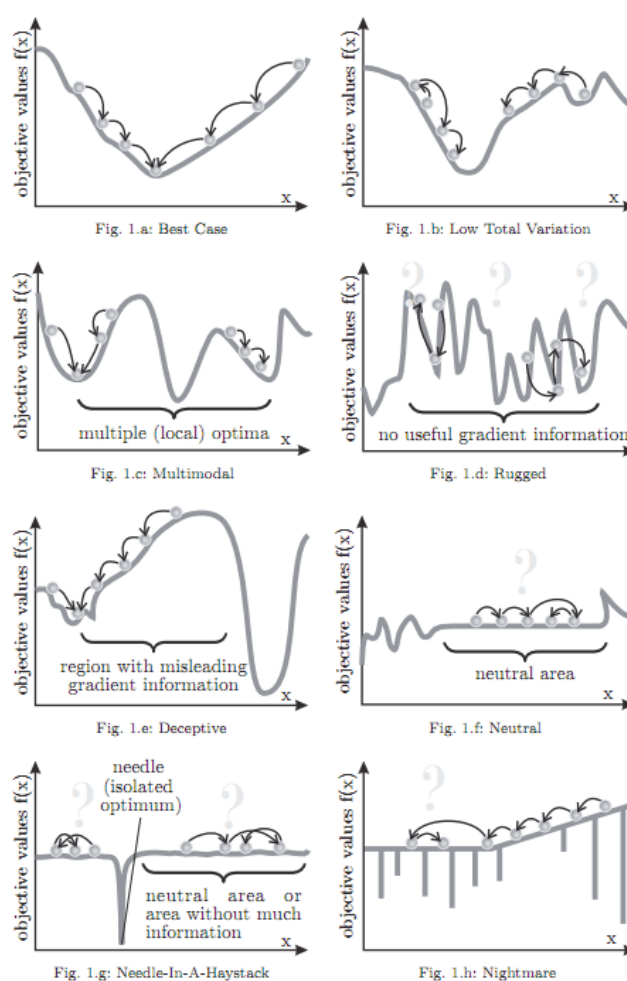 objective values f(x)
x
Fig. 1.a: Best Case
objective values f(x)
x
Fig. 1.b: Low Total Variation
objective values f(x)
multiple (local) optima
x
Fig. 1.c: Multimodal
objective values f(x)
? ? ?
no useful gradient information
x
Fig. 1.d: Rugged
objective values f(x)
region with misleading
gradient information
x
Fig. 1.e: Deceptive
objective values f(x)
?
neutral area
x
Fig. 1.f: Neutral
objective values f(x)
?
needle
(isolated
optimum)
?
neutral area or
area without much
information
x
Fig. 1.g: Needle-In-A-Haystack
objective values f(x)
?
x
Fig. 1.h: Nightmare